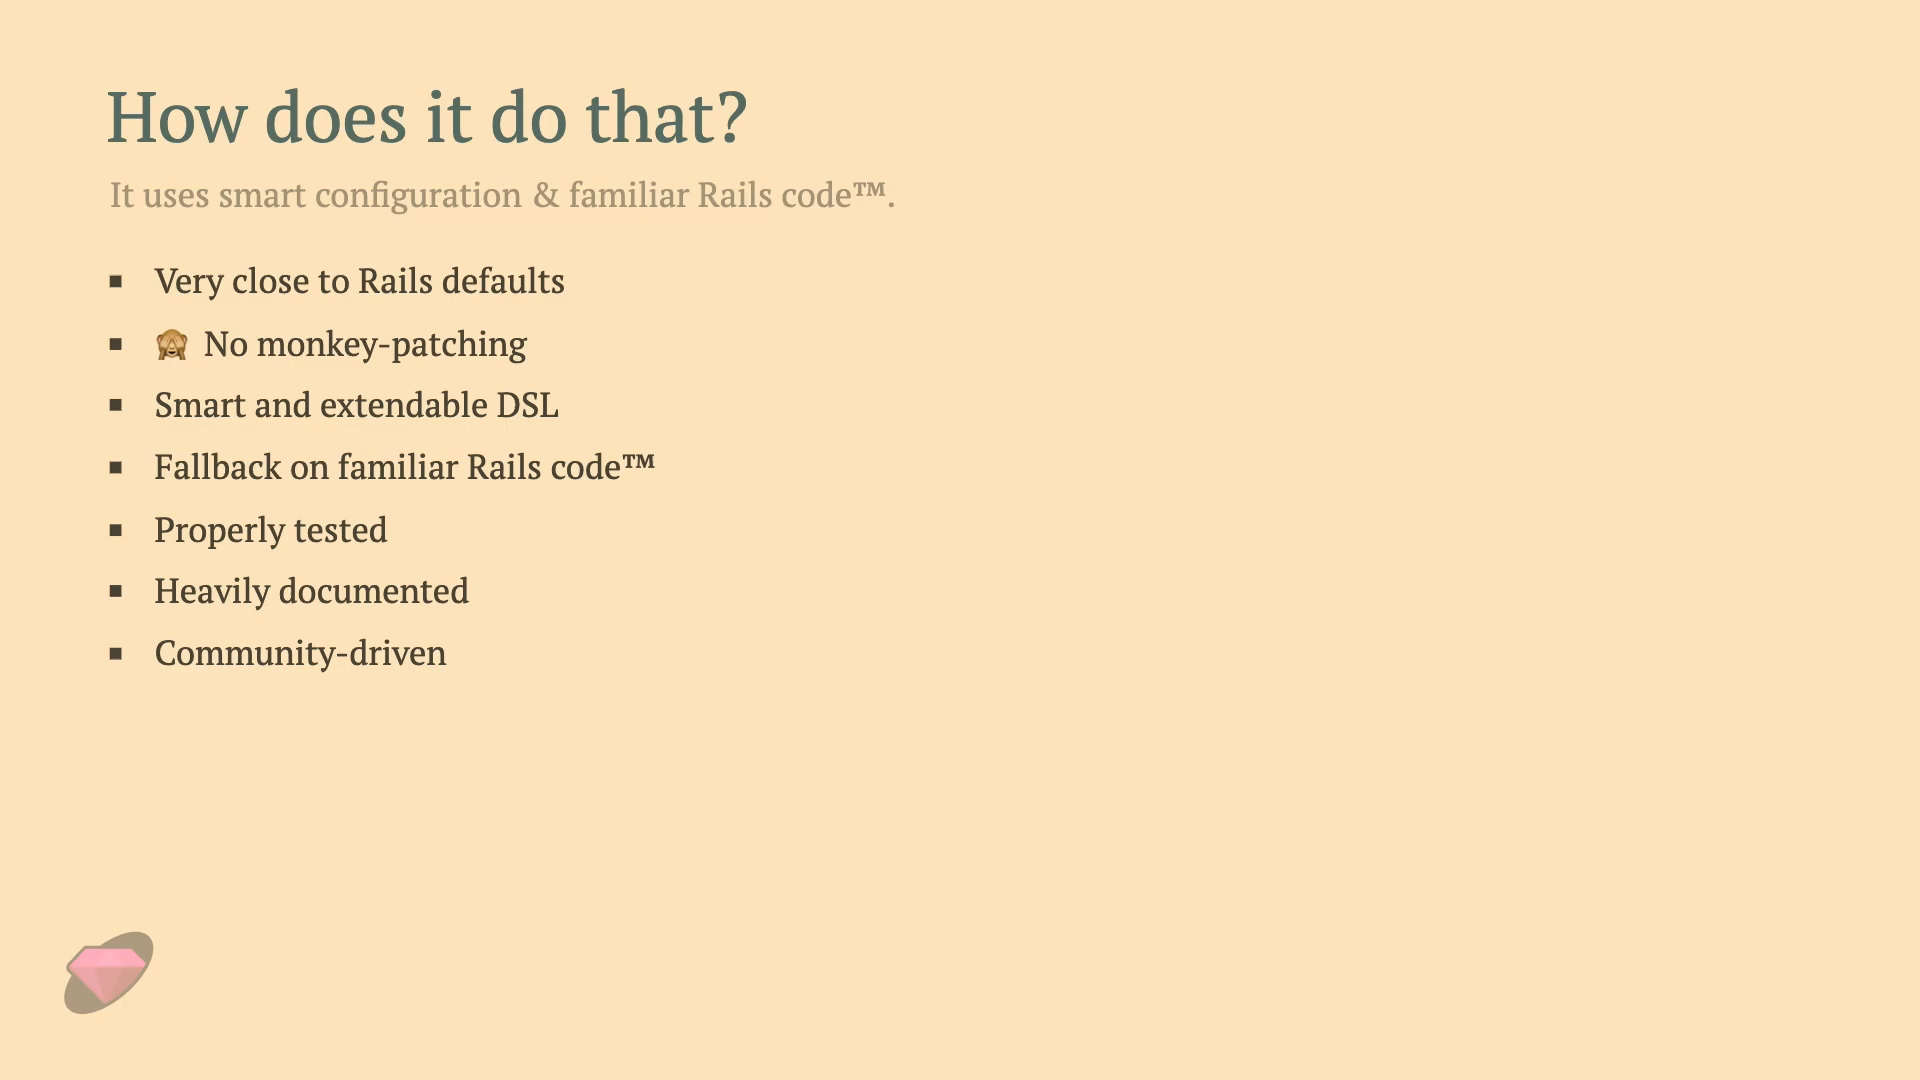 How does it do that?
It uses smart configuration & familiar Rails code™.
▪ Very close to Rails defaults
▪ 🙈 No monkey-patching
▪ Smart and extendable DSL
▪ Fallback on familiar Rails code™
▪ Properly tested
▪ Heavily documented
▪ Community-driven